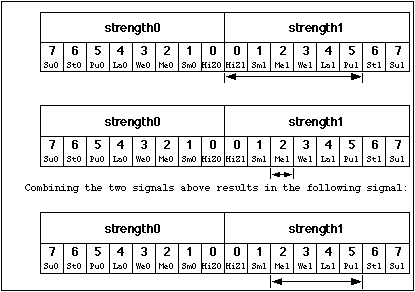 strength0 strength1
7 6 5 4 3 2 1 0 0 1 2 3 4 5 6 7
Su0 St0 Pu0 La0 We0 Me0 Sm0 HiZ0 HiZ1 Sm1 Me1 We1 La1 Pu1 St1 Su1
strength0 strength1
7 6 5 4 3 2 1 0 0 1 2 3 4 5 6 7
Su0 St0 Pu0 La0 We0 Me0 Sm0 HiZ0 HiZ1 Sm1 Me1 We1 La1 Pu1 St1 Su1
Combining the two signals above results in the following signal:
strength0 strength1
7 6 5 4 3 2 1 0 0 1 2 3 4 5 6 7
Su0 St0 Pu0 La0 We0 Me0 Sm0 HiZ0 HiZ1 Sm1 Me1 We1 La1 Pu1 St1 Su1